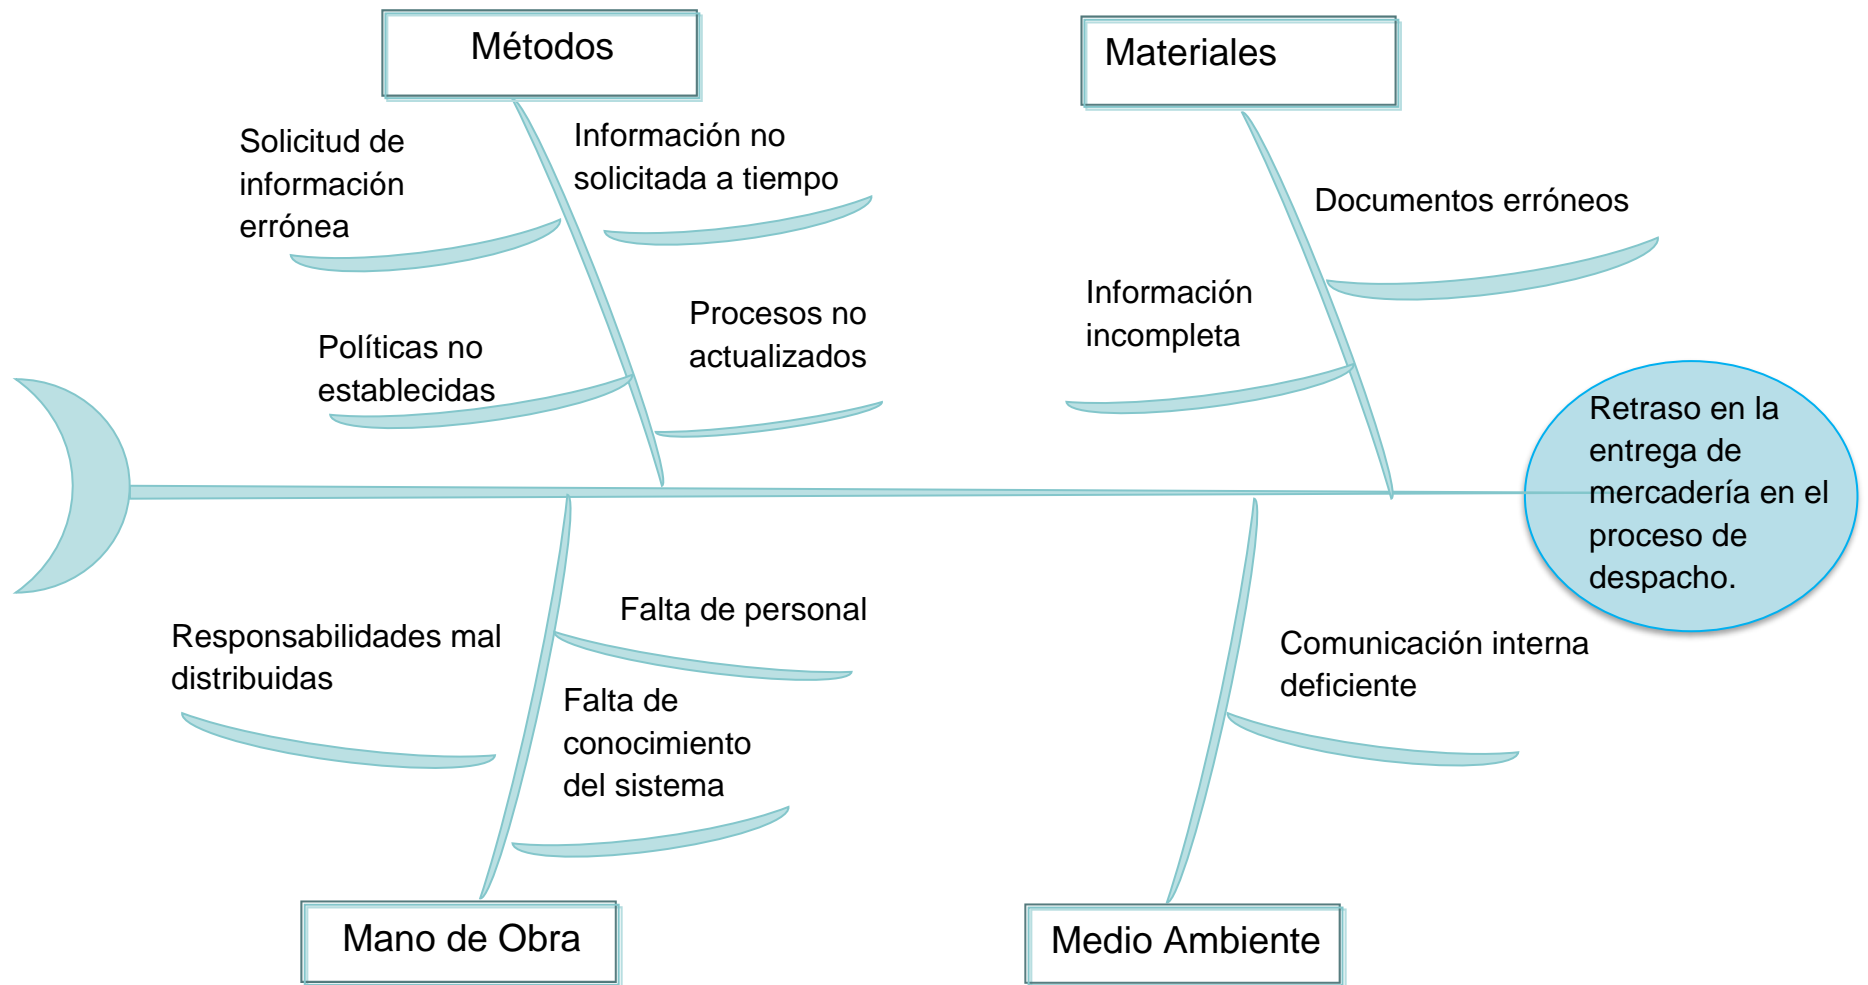 Métodos
Materiales
Solicitud de
información
errónea
Información no
solicitada a tiempo
Políticas no
establecidas
Procesos no
actualizados
Documentos erróneos
Información
incompleta
Retraso en la
entrega de
mercadería en el
proceso de
despacho.
Responsabilidades mal
distribuidas
Falta de personal
Falta de
conocimiento
del sistema
Comunicación interna
deficiente
Mano de Obra
Medio Ambiente